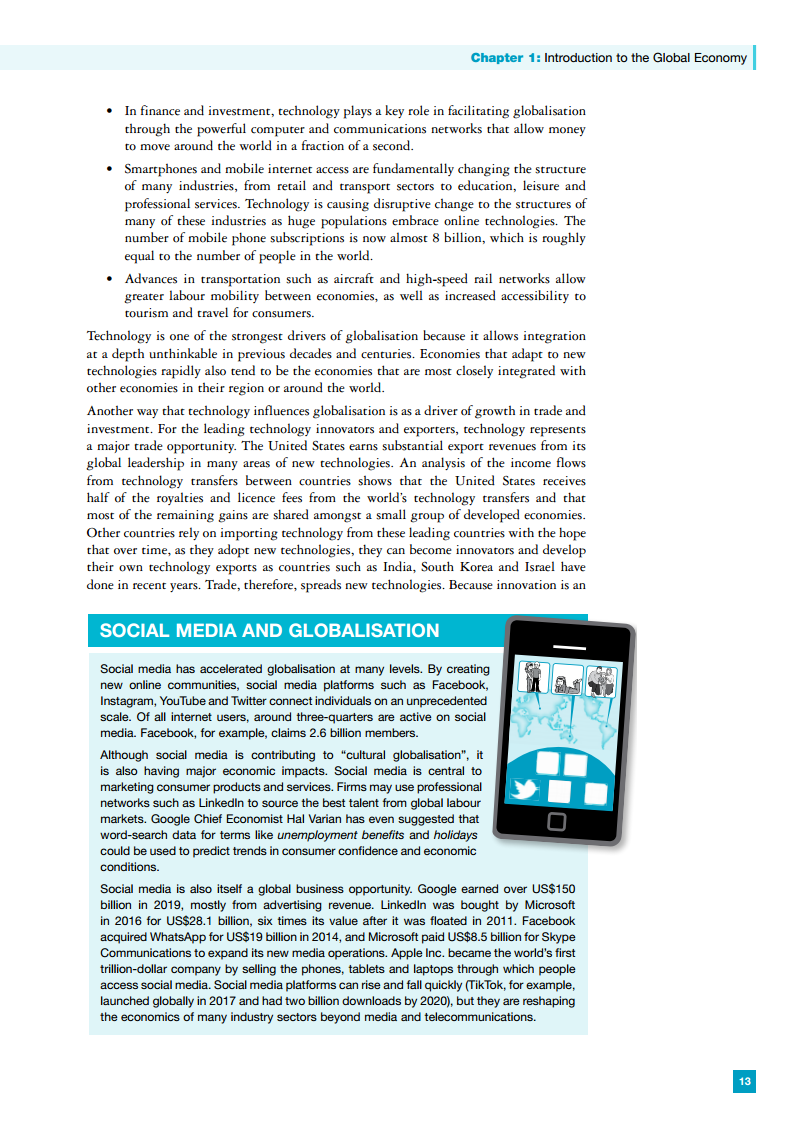 Chapter 1: Introduction to the Global Economy
• In finance and investment, technology plays a key role in facilitating globalisation
through the powerful computer and communications networks that allow money
to move around the world in a fraction of a second.
• Smartphones and mobile internet access are fundamentally changing the structure
of many industries, from retail and transport sectors to education, leisure and
professional services. Technology is causing disruptive change to the structures of
many of these industries as huge populations embrace online technologies. The
number of mobile phone subscriptions is now almost 8 billion, which is roughly
equal to the number of people in the world.
• Advances in transportation such as aircraft and high-speed rail networks allow
greater labour mobility between economies, as well as increased accessibility to
tourism and travel for consumers.
Technology is one of the strongest drivers of globalisation because it allows integration
at a depth unthinkable in previous decades and centuries. Economies that adapt to new
technologies rapidly also tend to be the economies that are most closely integrated with
other economies in their region or around the world.
Another way that technology influences globalisation is as a driver of growth in trade and
investment. For the leading technology innovators and exporters, technology represents
a major trade opportunity. The United States earns substantial export revenues from its
global leadership in many areas of new technologies. An analysis of the income flows
from technology transfers between countries shows that the United States receives
half of the royalties and licence fees from the world's technology transfers and that
most of the remaining gains are shared amongst a small group of developed economies.
Other countries rely on importing technology from these leading countries with the hope
that over time, as they adopt new technologies, they can become innovators and develop
their own technology exports as countries such as India, South Korea and Israel have
done in recent years. Trade, therefore, spreads new technologies. Because innovation is an
SOCIAL MEDIA AND GLOBALISATION
Social media has accelerated globalisation at many levels. By creating
new online communities, social media platforms such as Facebook,
Instagram, YouTube and Twitter connect individuals on an unprecedented
scale. Of all internet users, around three-quarters are active on social
media. Facebook, for example, claims 2.6 billion members.
Although social media is contributing to “cultural globalisation”, it
is also having major economic impacts. Social media is central to
marketing consumer products and services. Firms may use professional
networks such as LinkedIn to source the best talent from global labour
markets. Google Chief Economist Hal Varian has even suggested that
word-search data for terms like unemployment benefits and holidays
could be used to predict trends in consumer confidence and economic
conditions.
Social media is also itself a global business opportunity. Google earned over US$150
billion in 2019, mostly from advertising revenue. LinkedIn was bought by Microsoft
in 2016 for US$28.1 billion, six times its value after it was floated in 2011. Facebook
acquired WhatsApp for US$19 billion in 2014, and Microsoft paid US$8.5 billion for Skype
Communications to expand its new media operations. Apple Inc. became the world's first
trillion-dollar company by selling the phones, tablets and laptops through which people
access social media. Social media platforms can rise and fall quickly (TikTok, for example,
launched globally in 2017 and had two billion downloads by 2020), but they are reshaping
the economics of many industry sectors beyond media and telecommunications.
13